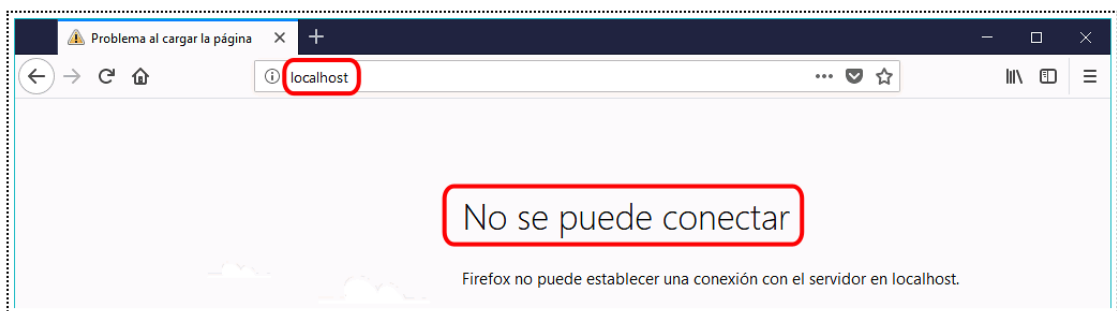 Problema al cargar la página
localhost
No se puede conectar
Firefox no puede establecer una conexión con el servidor en localhost.